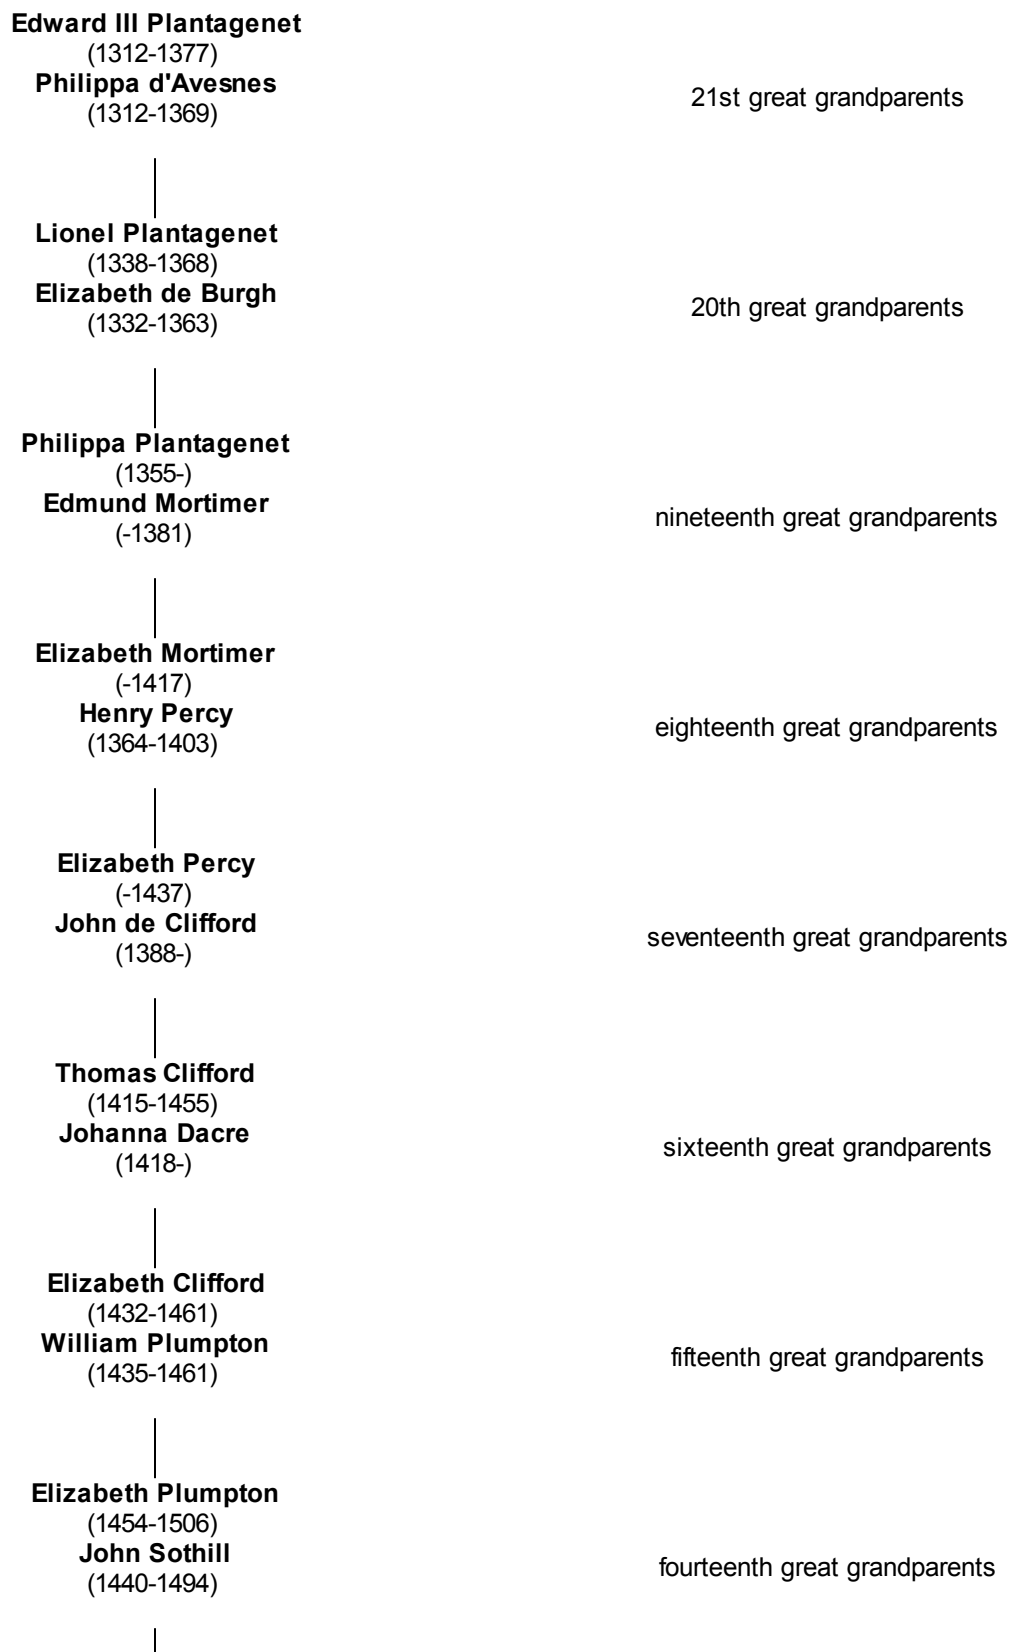 Edward III Plantagenet
(1312-1377)
Philippa d'Avesnes
(1312-1369)
21st great grandparents
Lionel Plantagenet
(1338-1368)
Elizabeth de Burgh
(1332-1363)
20th great grandparents
Philippa Plantagenet
(1355-)
Edmund Mortimer
(-1381)
nineteenth great grandparents
Elizabeth Mortimer
(-1417)
Henry Percy
(1364-1403)
eighteenth great grandparents
Elizabeth Percy
(-1437)
John de Clifford
(1388-)
seventeenth great grandparents
Thomas Clifford
(1415-1455)
Johanna Dacre
(1418-)
sixteenth great grandparents
Elizabeth Clifford
(1432-1461)
William Plumpton
(1435-1461)
fifteenth great grandparents
Elizabeth Plumpton
(1454-1506)
John Sothill
(1440-1494)
fourteenth great grandparents